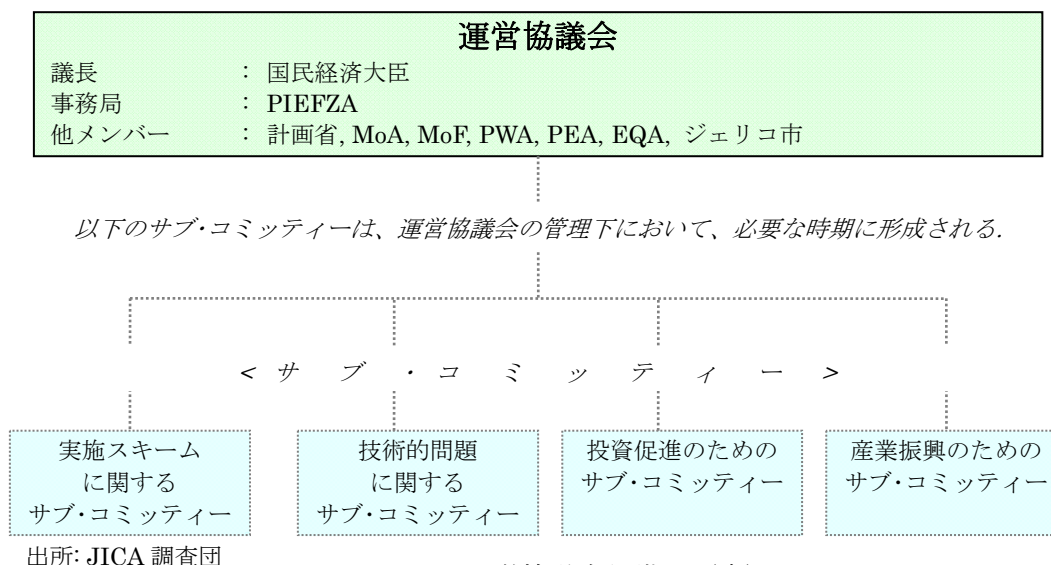 運営協議会
議長 : 国民経済大臣
事務局 : PIEFZA
他メンバー : 計画省, MoA, MoF, PWA, PEA, EQA, ジェリコ市
以下のサブ・コミッティーは、運営協議会の管理下において、必要な時期に形成される.
< サ ブ ・ コ ミ ッ テ ィ ー >
実施スキーム
に関する
サブ・コミッティー
技術的問題
に関する
サブ・コミッティー
投資促進のための
サブ・コミッティー
産業振興のための
サブ・コミッティー
出所: JICA 調査団